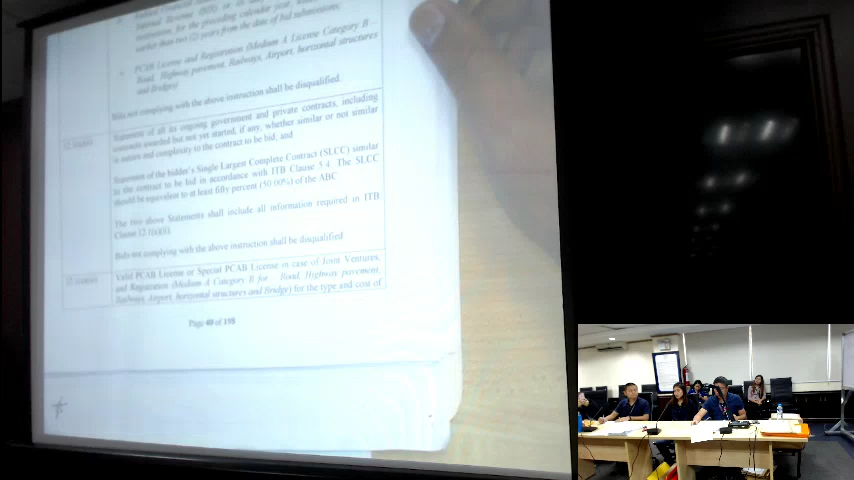 Internal Revenue (BIR) or its
institutions, for the preceding calendar year,
earlier than two (2) years from the date of bid submissions;
PCAB License and Registration (Medium A License Category B –
Road, Highway pavement, Railways, Airport, horizontal structures
and Bridge)
Bids not complying with the above instruction shall be disqualified.
Statement of all its ongoing government and private contracts, including
contracts awarded but not yet started, if any, whether similar or not similar
in nature and complexity to the contract to be bid; and
Statement of the bidder's Single Largest Complete Contract (SLCC) similar
to the contract to be bid in accordance with ITB Clause 5.4. The SLCC
should be equivalent to at least fifty percent (50.00%) of the ABC.
The two above Statements shall include all information required in ITB
Clause 12.1(a)(i).
Bids not complying with the above instruction shall be disqualified
Valid PCAB License or Special PCAB License in case of Joint Ventures,
and Registration (Medium A Category B for Road, Highway pavement,
Railways, Airport, horizontal structures and Bridge) for the type and cost of
Page 40 of 198